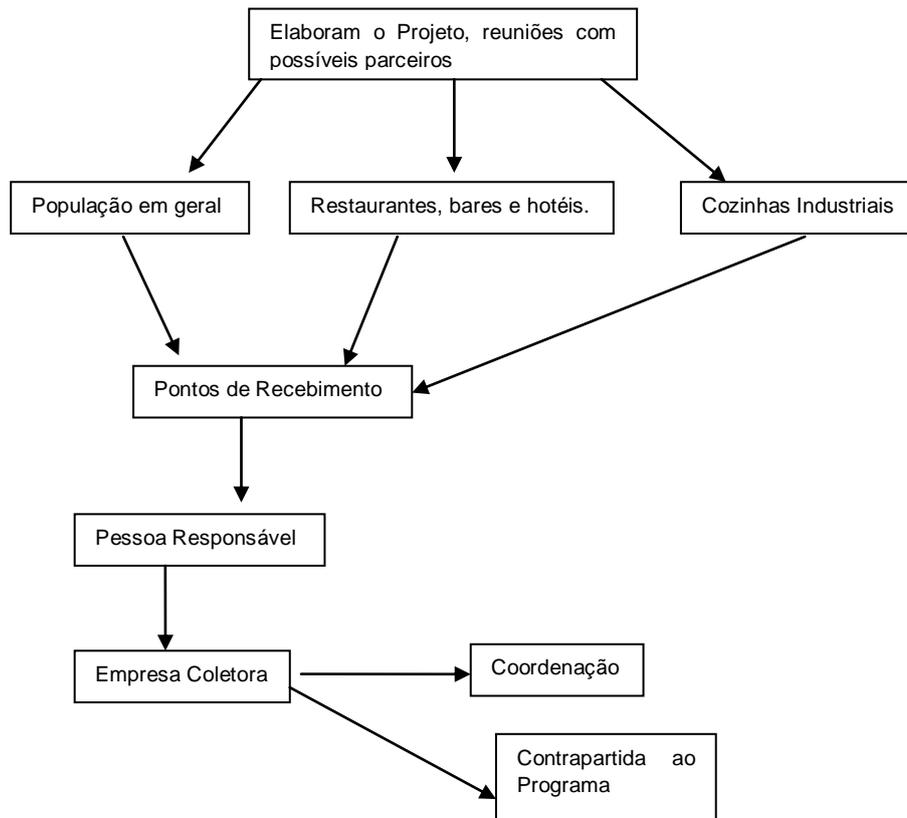 Elaboram o Projeto, reuniões com
possíveis parceiros
População em geral
Restaurantes, bares e hotéis.
Cozinhas Industriais
Pontos de Recebimento
Pessoa Responsável
Empresa Coletora
Coordenação
Contrapartida ao
Programa